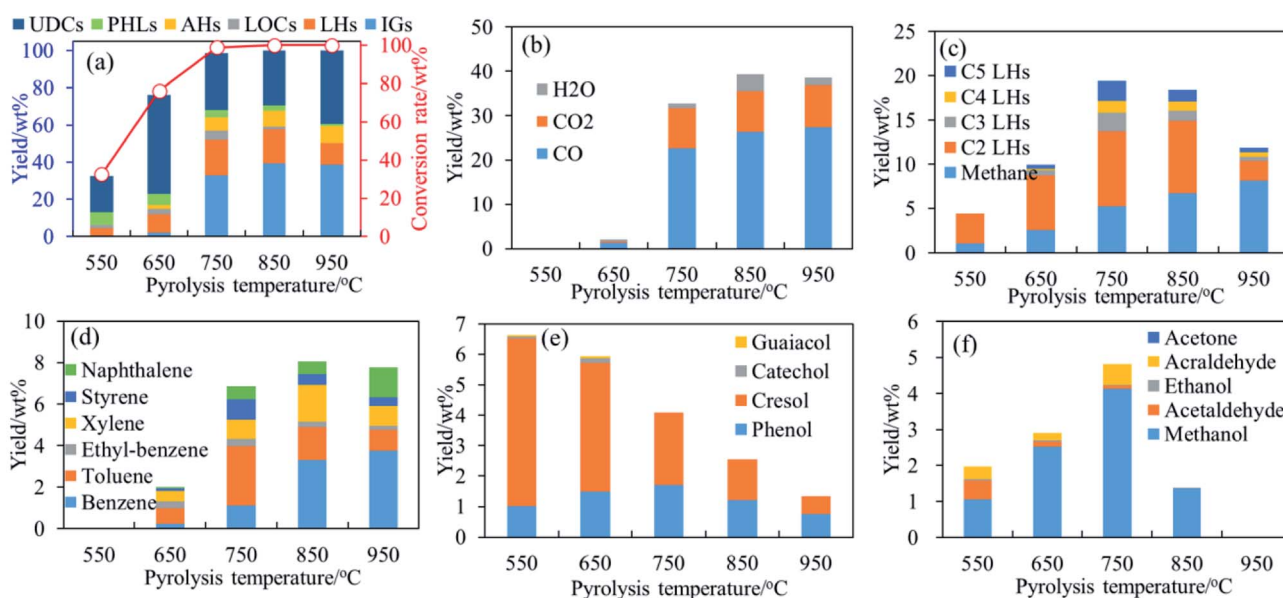 UDCs PHLs AHs LOCs LHs IGs
(a)
100
80
60
40
20
0
Yield/wt%
100
80
60
40
20
0
Conversion rate/wt%
550 650 750 850 950
Pyrolysis temperature/°C
(b)
50
40
30
20
10
0
Yield/wt%
H2O
CO2
CO
550 650 750 850 950
Pyrolysis temperature/°C
(c)
25
20
15
10
5
0
Yield/wt%
C5 LHs
C4 LHs
C3 LHs
C2 LHs
Methane
550 650 750 850 950
Pyrolysis temperature/°C
(d)
10
8
6
4
2
0
Yield/wt%
Naphthalene
Styrene
Xylene
Ethyl-benzene
Toluene
Benzene
550 650 750 850 950
Pyrolysis temperature/°C
(e)
7
6
5
4
3
2
1
0
Yield/wt%
Guaiacol
Catechol
Cresol
Phenol
550 650 750 850 950
Pyrolysis temperature/°C
(f)
6
5
4
3
2
1
0
Yield/wt%
Acetone
Acraldehyde
Ethanol
Acetaldehyde
Methanol
550 650 750 850 950
Pyrolysis temperature/°C